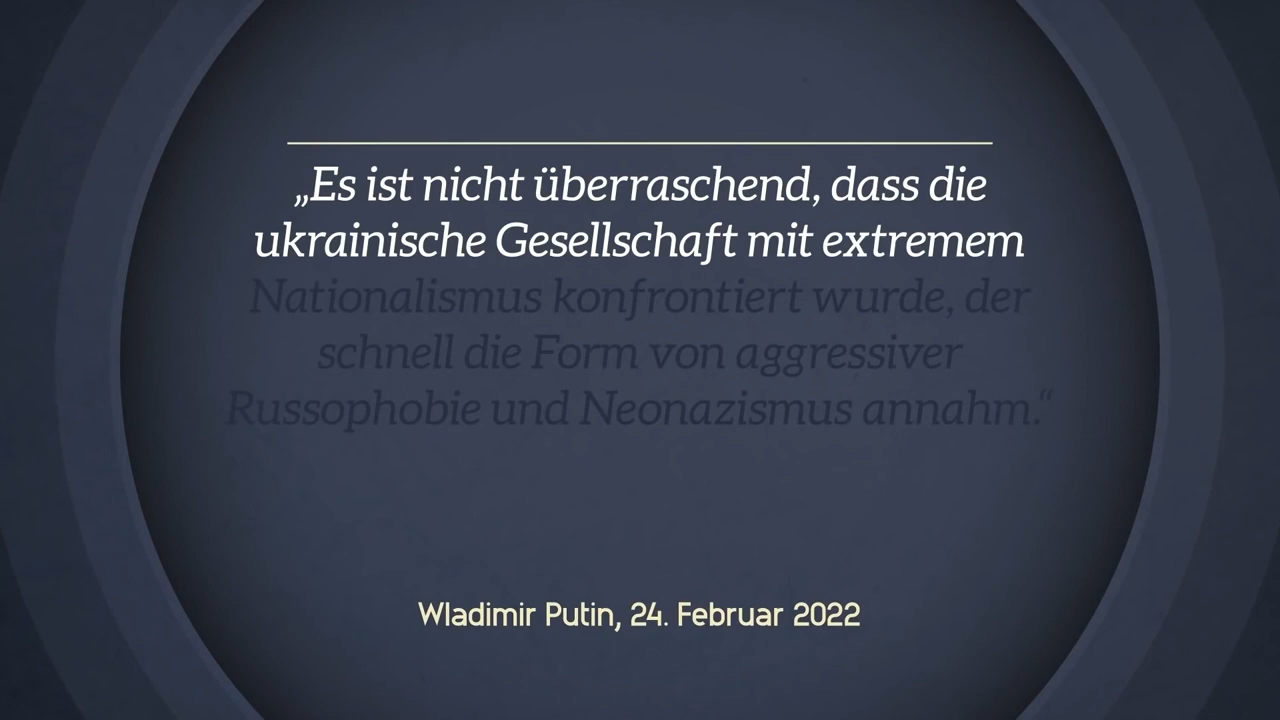 „Es ist nicht überraschend, dass die
ukrainische Gesellschaft mit extremem
Nationalismus konfrontiert wurde, der
schnell die Form von aggressiver
Russophobie und Neonazismus annahm.“
Wladimir Putin, 24. Februar 2022